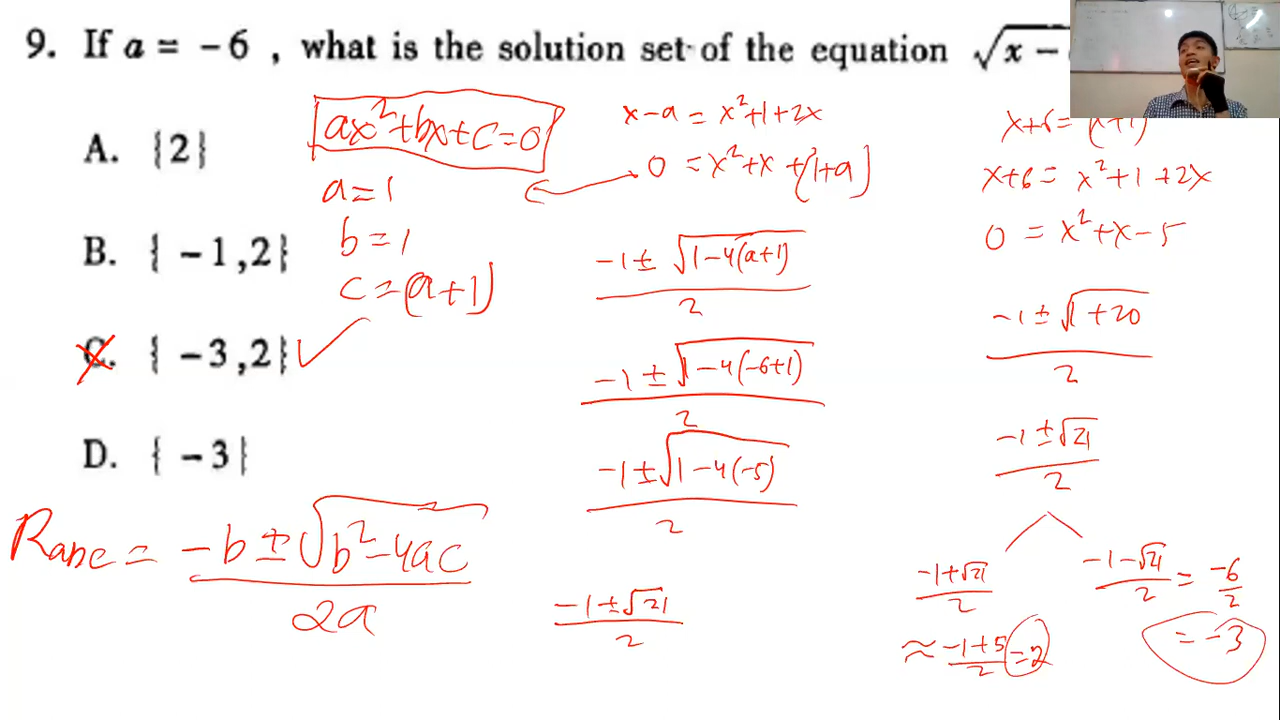 9. If a = -6 , what is the solution set of the equation √x -
A. {2}
B. { -1 ,2}
C. { -3 ,2}
D. { -3}
ax²+bx+c=0
a=1
b=1
c=(a+1)
Rabc = (-b±√(b²-4ac))/(2a)
x-a = x²+1+2x
0 = x²+x+(1+a)
(-1±√(1-4(a+1)))/2
(-1±√(1-4(-6+1)))/2
(-1±√(1-4(-5)))/2
(-1±√21)/2
x+6= (x+1)
x+6= x²+1+2x
0 = x²+x-5
(-1±√(1+20))/2
(-1±√21)/2
(-1+√21)/2
≈ (-1+5)/2 =2
(-1-√21)/2 = -6/2
= -3